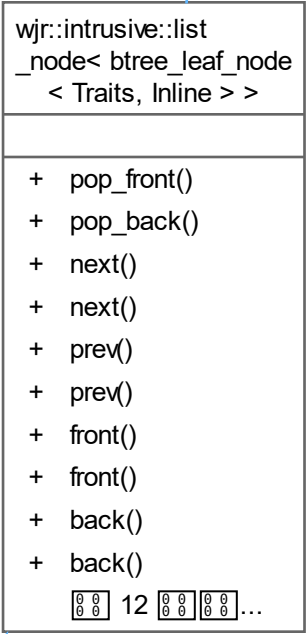 wjr::intrusive::list
_node< btree_leaf_node
< Traits, Inline > >
+ pop_front()
+ pop_back()
+ next()
+ next()
+ prev()
+ prev()
+ front()
+ front()
+ back()
+ back()
12 ...